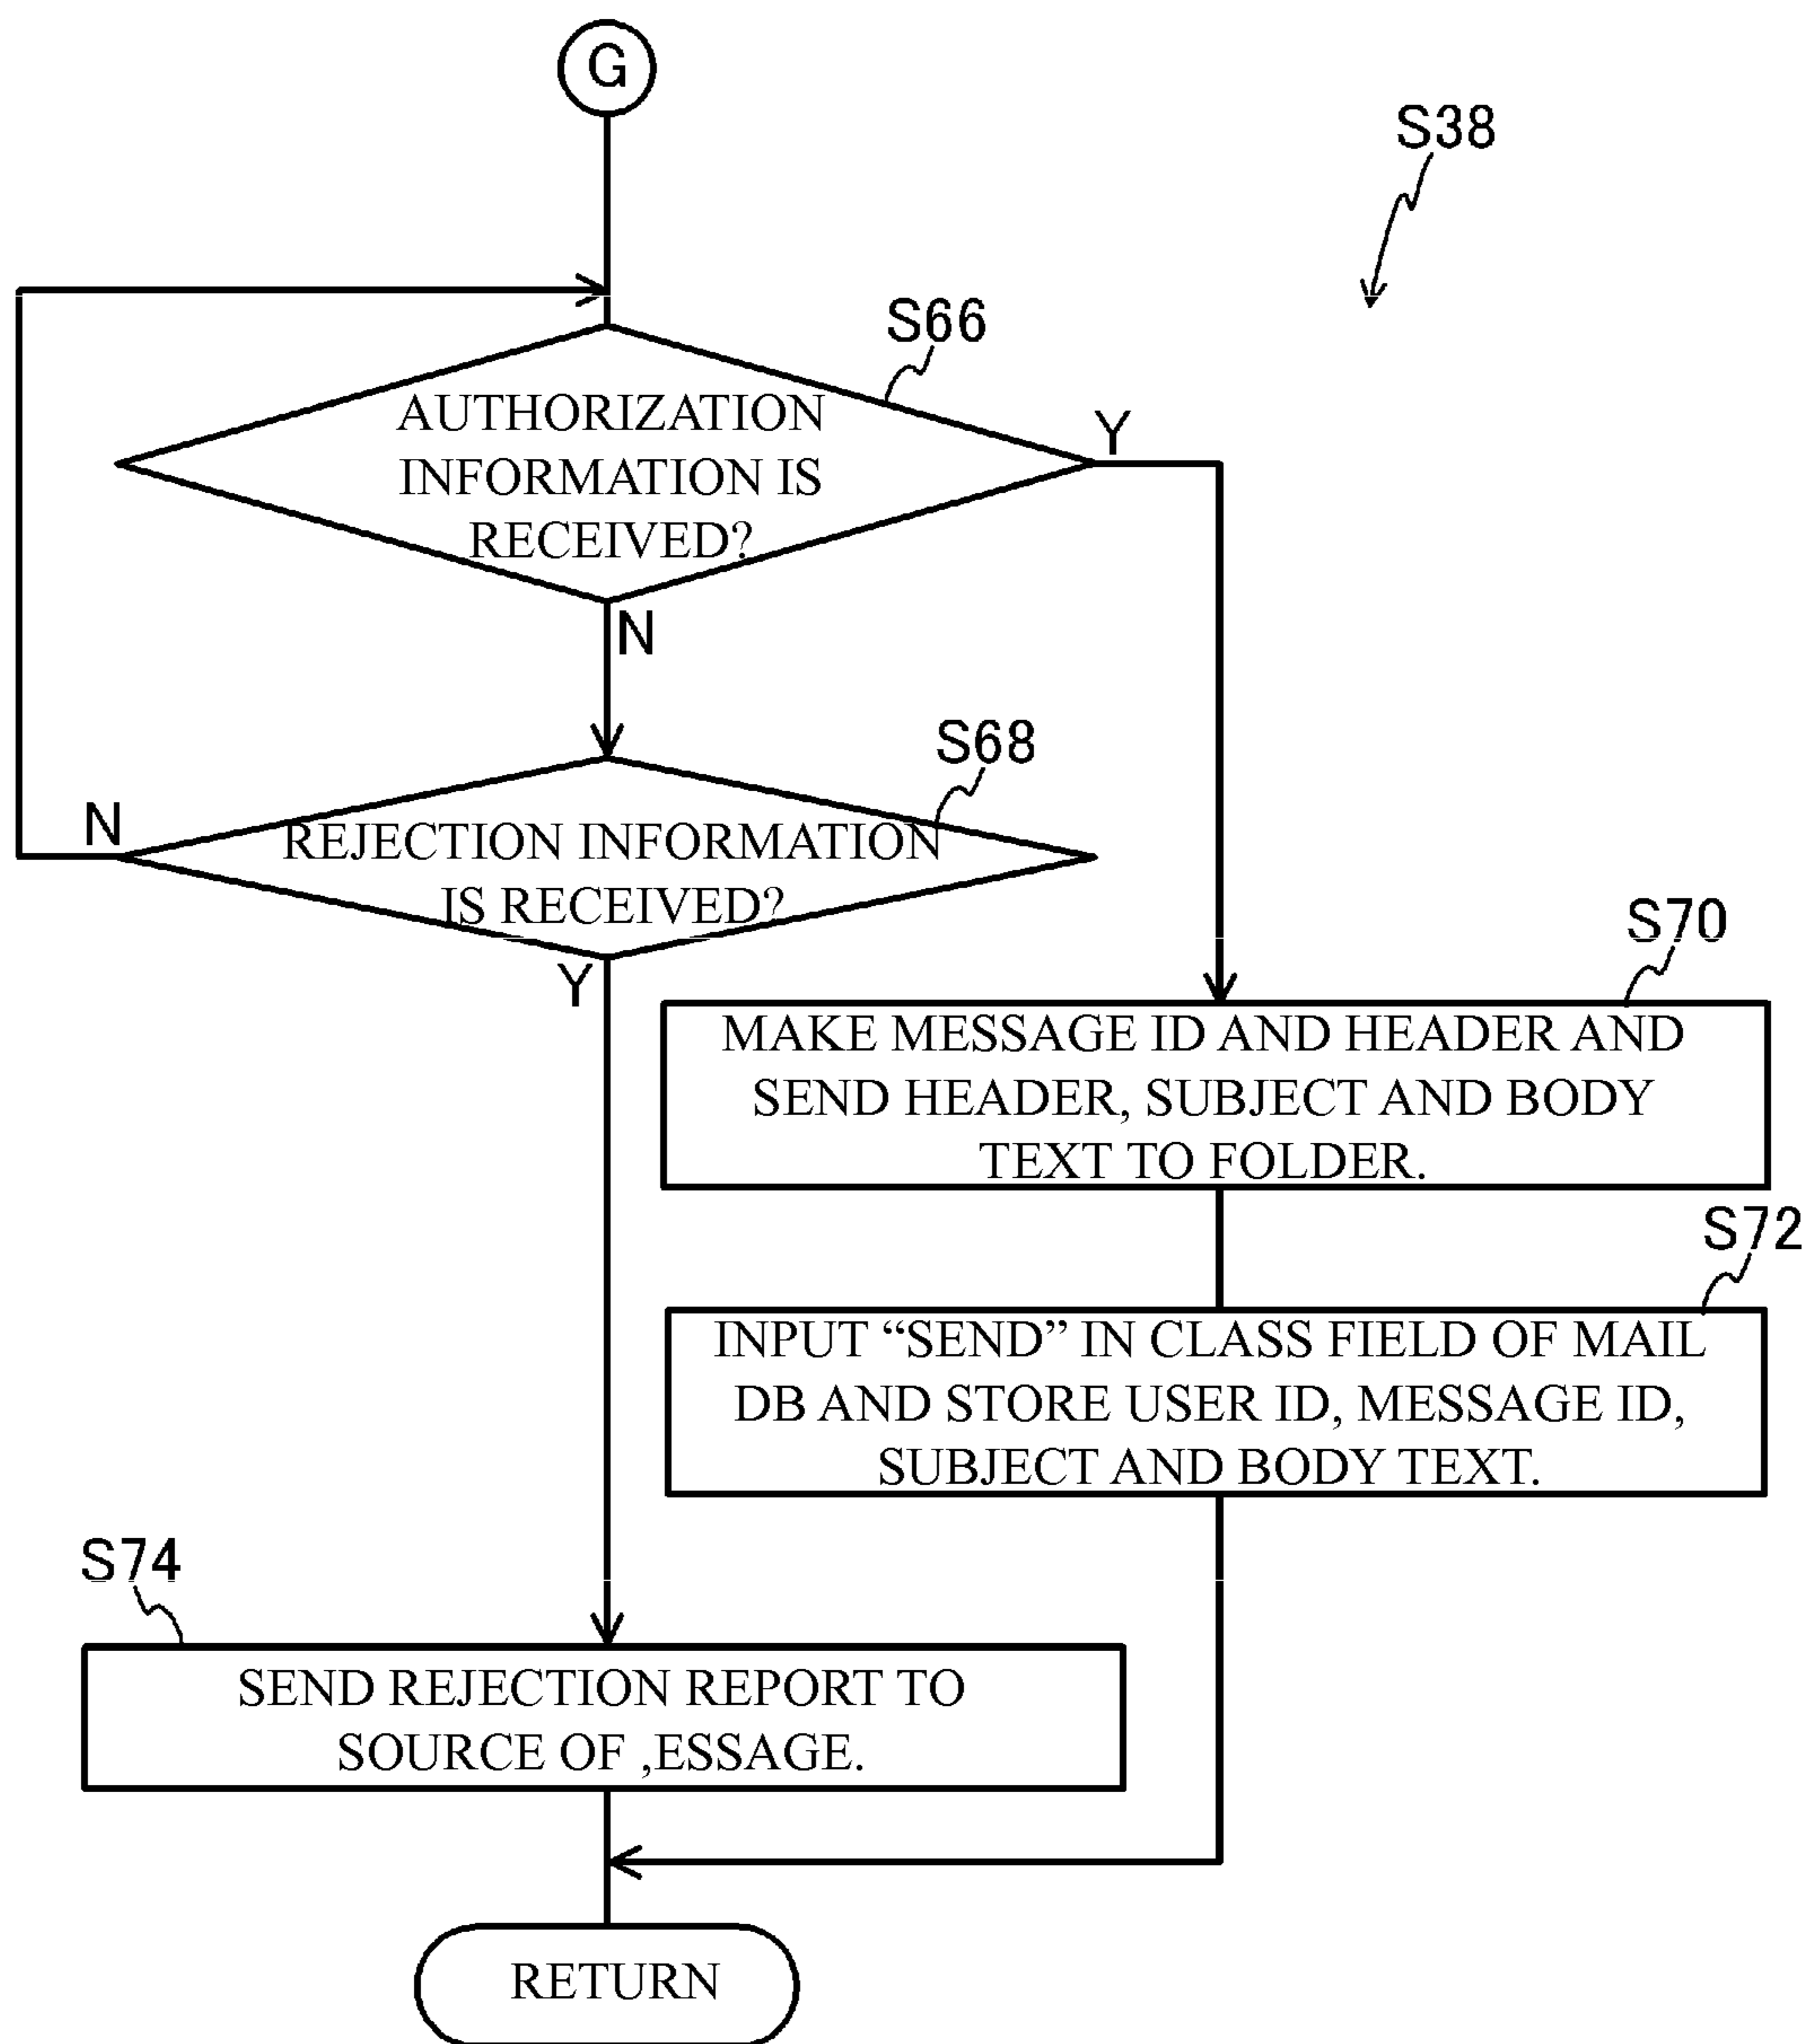 G
S38
S66
AUTHORIZATION
INFORMATION IS
RECEIVED?
Y
N
S68
N
REJECTION INFORMATION
IS RECEIVED?
Y
S70
MAKE MESSAGE ID AND HEADER AND
SEND HEADER, SUBJECT AND BODY
TEXT TO FOLDER.
S72
INPUT “SEND” IN CLASS FIELD OF MAIL
DB AND STORE USER ID, MESSAGE ID,
SUBJECT AND BODY TEXT.
S74
SEND REJECTION REPORT TO
SOURCE OF ,ESSAGE.
RETURN